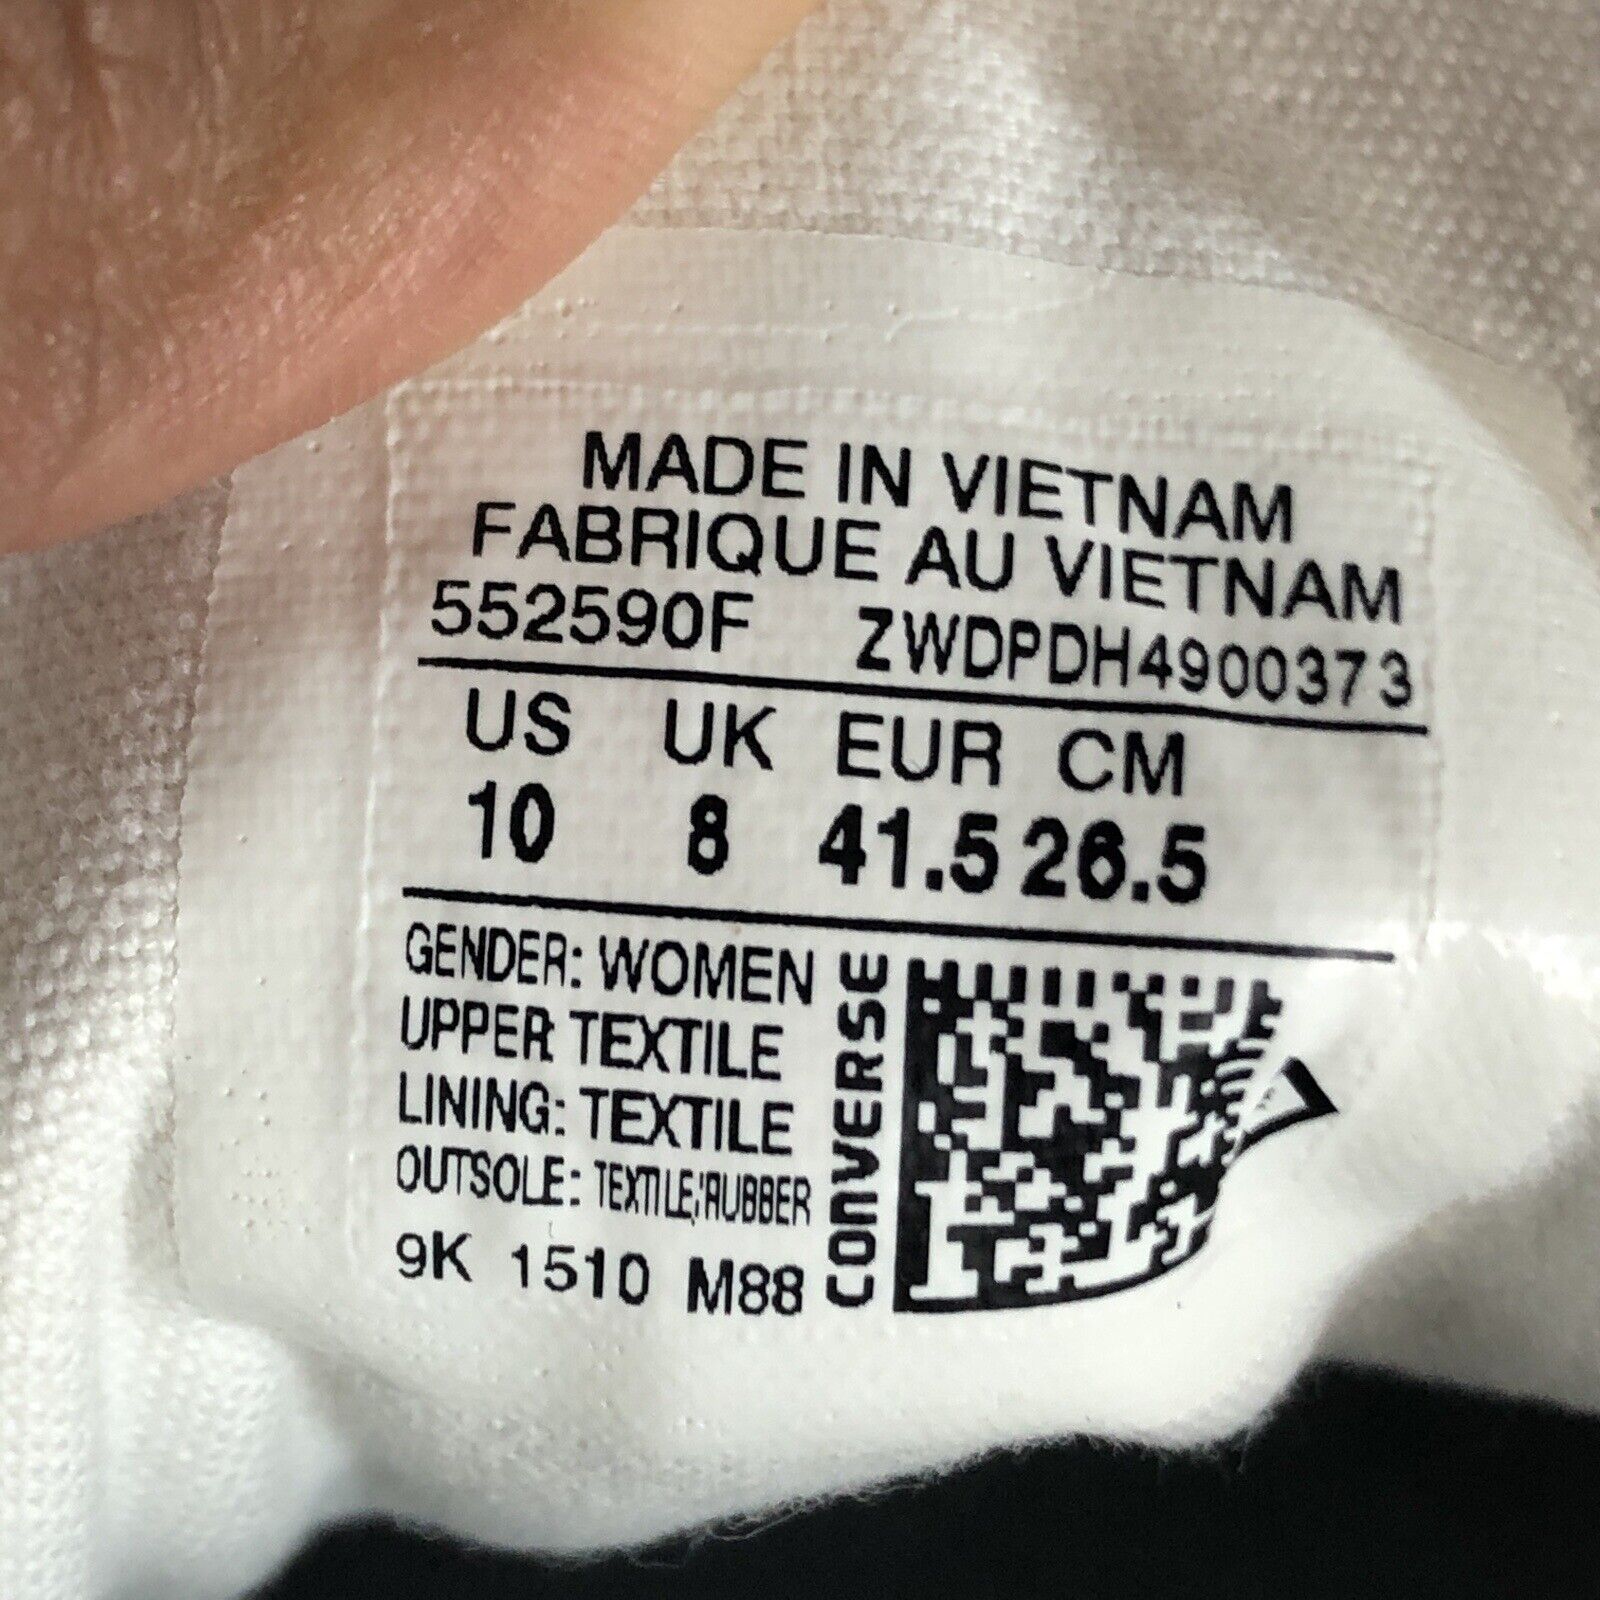 MADE IN VIETNAM
FABRIQUE AU VIETNAM
552590F ZWDPDH4900373
US UK EUR CM
10 8 41.5 26.5
GENDER: WOMEN
UPPER: TEXTILE
LINING: TEXTILE
OUTSOLE: TEXTILE/RUBBER
9K 1510 M88
CONVERSE